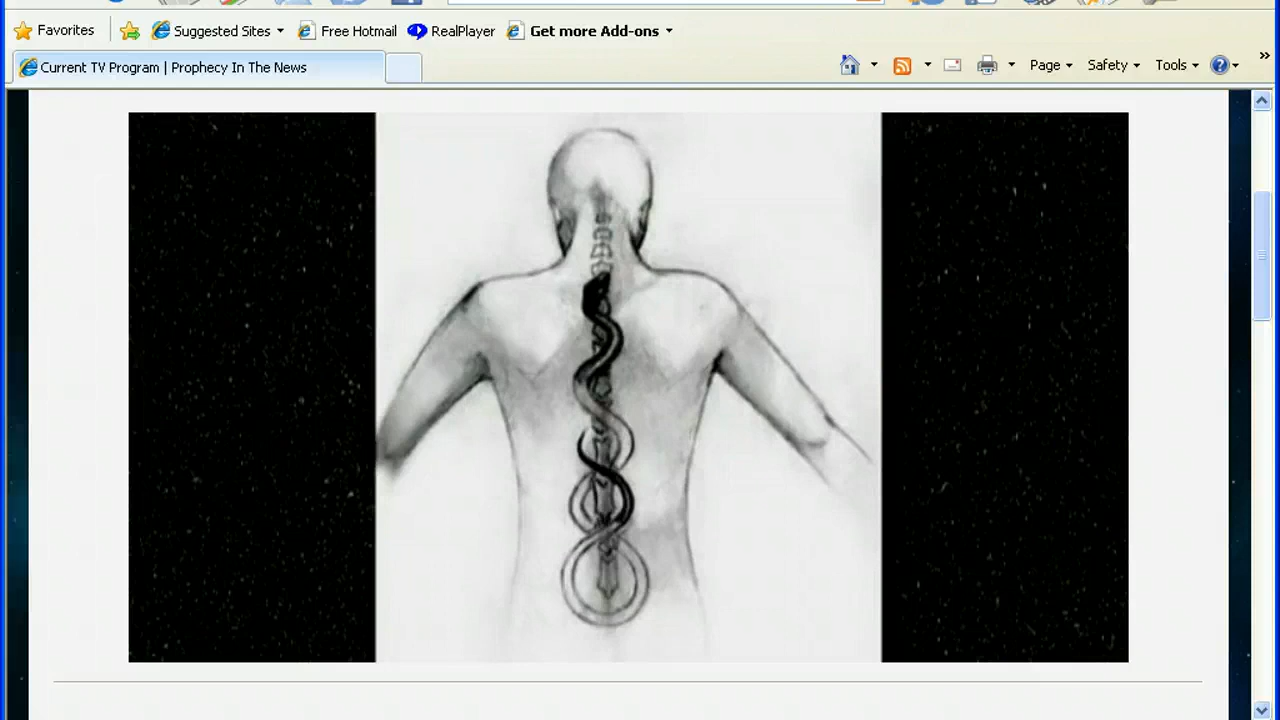 Favorites Suggested Sites Free Hotmail RealPlayer Get more Add-ons
Current TV Program | Prophecy In The News Page Safety Tools